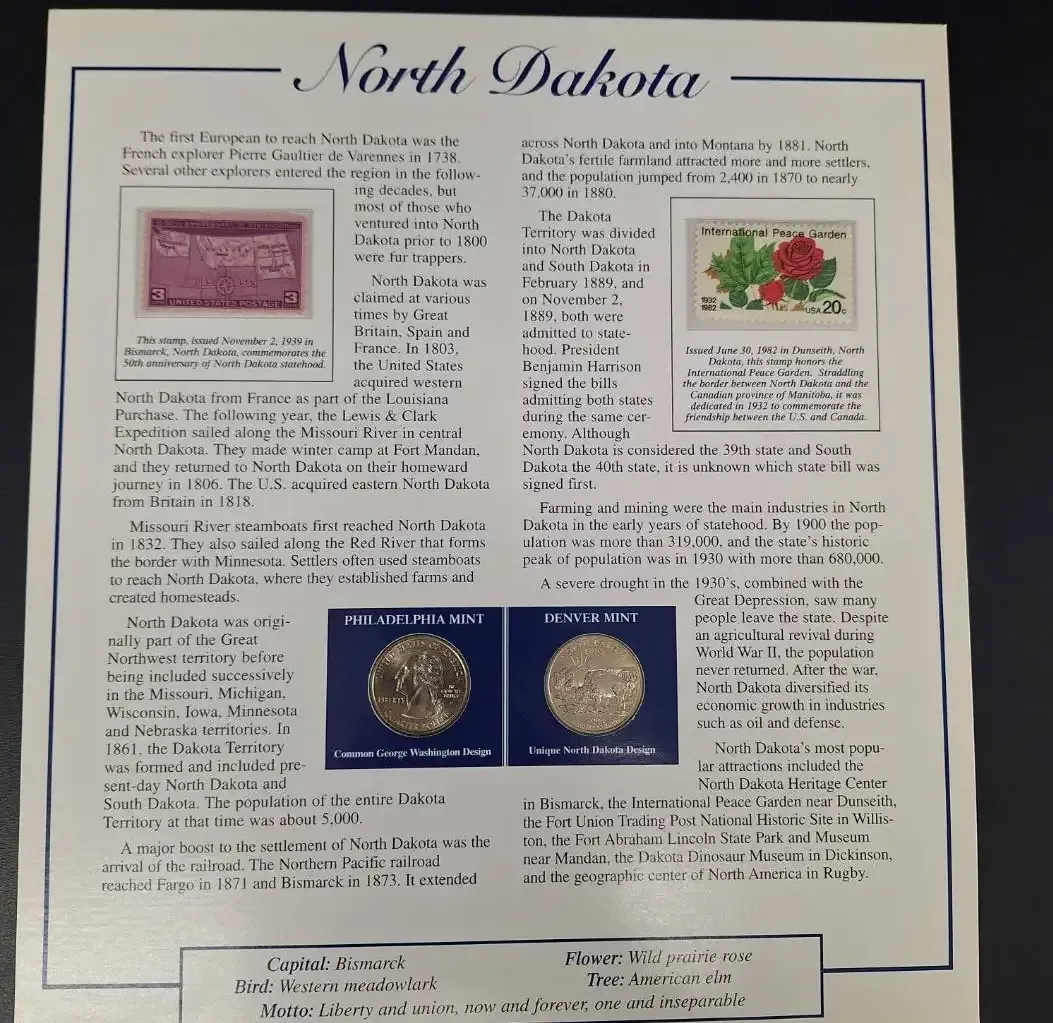 North Dakota
The first European to reach North Dakota was the
French explorer Pierre Gaultier de Varennes in 1738.
Several other explorers entered the region in the follow-
ing decades, but
most of those who
ventured into North
Dakota prior to 1800
were fur trappers.
3
UNITED STATES POSTAGE
3
This stamp, issued November 2, 1939 in
Bismarck, North Dakota, commemorates the
50th anniversary of North Dakota statehood.
North Dakota was
claimed at various
times by Great
Britain, Spain and
France. In 1803,
the United States
acquired western
North Dakota from France as part of the Louisiana
Purchase. The following year, the Lewis & Clark
Expedition sailed along the Missouri River in central
North Dakota. They made winter camp at Fort Mandan,
and they returned to North Dakota on their homeward
journey in 1806. The U.S. acquired eastern North Dakota
from Britain in 1818.
Missouri River steamboats first reached North Dakota
in 1832. They also sailed along the Red River that forms
the border with Minnesota. Settlers often used steamboats
to reach North Dakota, where they established farms and
created homesteads.
North Dakota was origi-
nally part of the Great
Northwest territory before
being included successively
in the Missouri, Michigan,
Wisconsin, Iowa, Minnesota
and Nebraska territories. In
1861, the Dakota Territory
was formed and included pre-
sent-day North Dakota and
South Dakota. The population of the entire Dakota
Territory at that time was about 5,000.
A major boost to the settlement of North Dakota was the
arrival of the railroad. The Northern Pacific railroad
reached Fargo in 1871 and Bismarck in 1873. It extended
across North Dakota and into Montana by 1881. North
Dakota's fertile farmland attracted more and more settlers,
and the population jumped from 2,400 in 1870 to nearly
37,000 in 1880.
The Dakota
Territory was divided
into North Dakota
and South Dakota in
February 1889, and
on November 2,
1889, both were
admitted to state-
hood. President
Benjamin Harrison
signed the bills
admitting both states
during the same cer-
emony. Although
North Dakota is considered the 39th state and South
Dakota the 40th state, it is unknown which state bill was
signed first.
International Peace Garden
1932
1982
USA 20c
Issued June 30, 1982 in Dunseith, North
Dakota, this stamp honors the
International Peace Garden. Straddling
the border between North Dakota and the
Canadian province of Manitoba, it was
dedicated in 1932 to commemorate the
friendship between the U.S. and Canada.
Farming and mining were the main industries in North
Dakota in the early years of statehood. By 1900 the pop-
ulation was more than 319,000, and the state's historic
peak of population was in 1930 with more than 680,000.
A severe drought in the 1930's, combined with the
Great Depression, saw many
people leave the state. Despite
an agricultural revival during
World War II, the population
never returned. After the war,
North Dakota diversified its
economic growth in industries
such as oil and defense.
North Dakota's most popu-
lar attractions included the
North Dakota Heritage Center
in Bismarck, the International Peace Garden near Dunseith,
the Fort Union Trading Post National Historic Site in Willis-
ton, the Fort Abraham Lincoln State Park and Museum
near Mandan, the Dakota Dinosaur Museum in Dickinson,
and the geographic center of North America in Rugby.
PHILADELPHIA MINT
LIBERTY
Common George Washington Design
DENVER MINT
Unique North Dakota Design
Capital: Bismarck
Flower: Wild prairie rose
Bird: Western meadowlark
Tree: American elm
Motto: Liberty and union, now and forever, one and inseparable